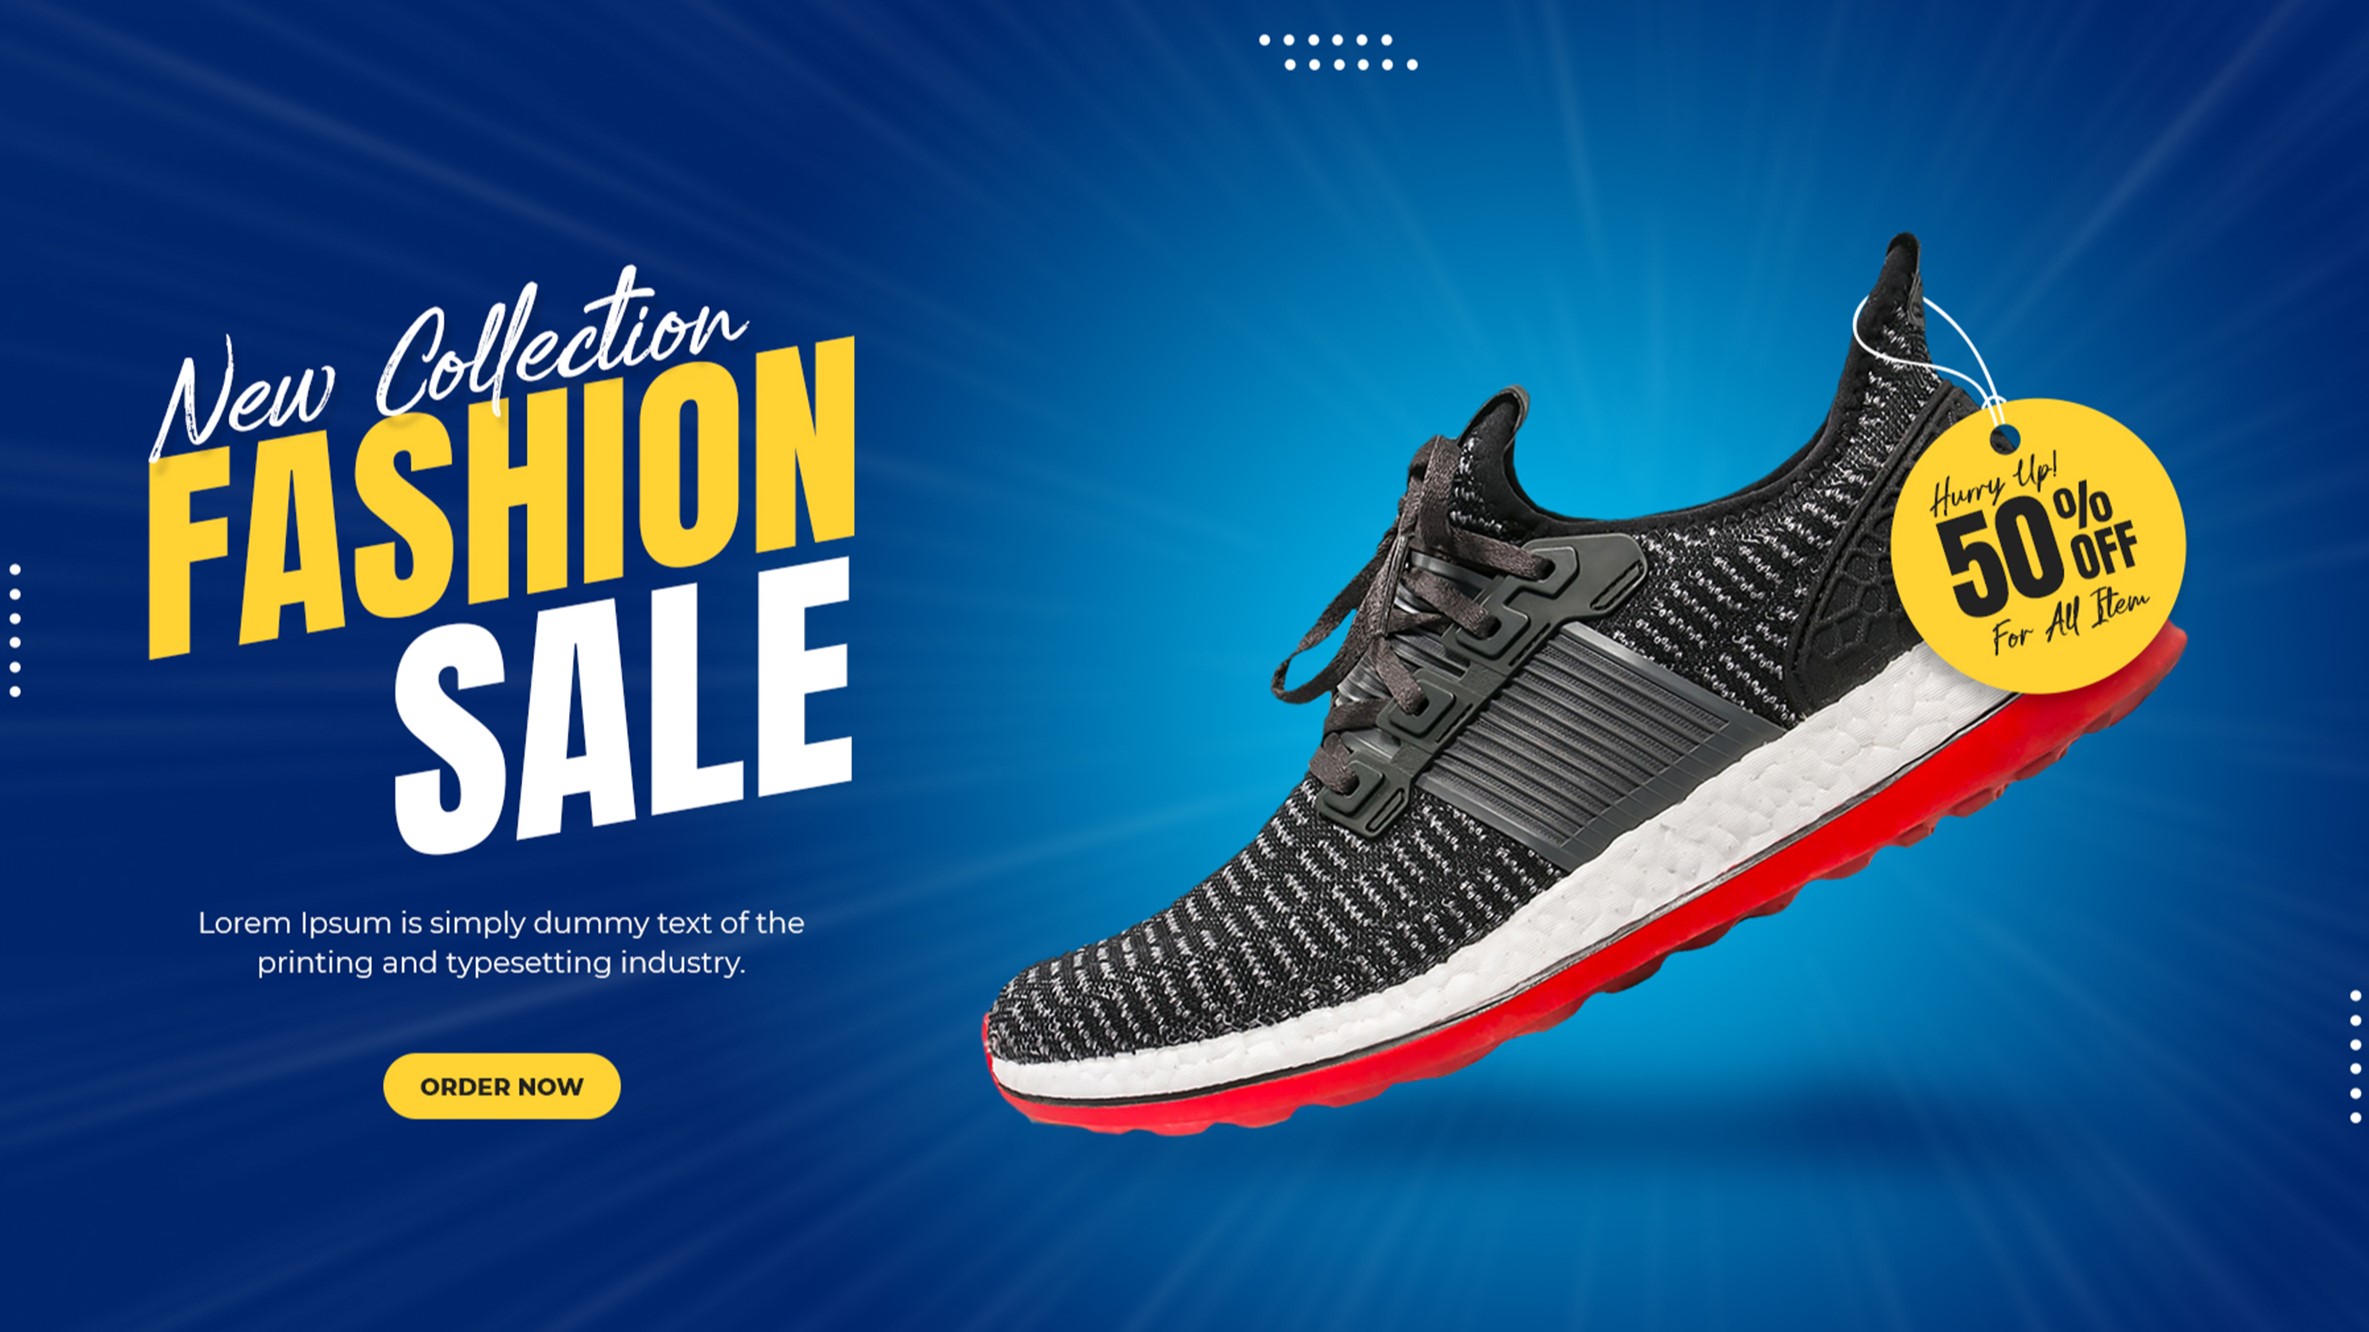 New Collection
FASHION
SALE
Lorem Ipsum is simply dummy text of the
printing and typesetting industry.
ORDER NOW
Hurry Up!
50% OFF
For All Item